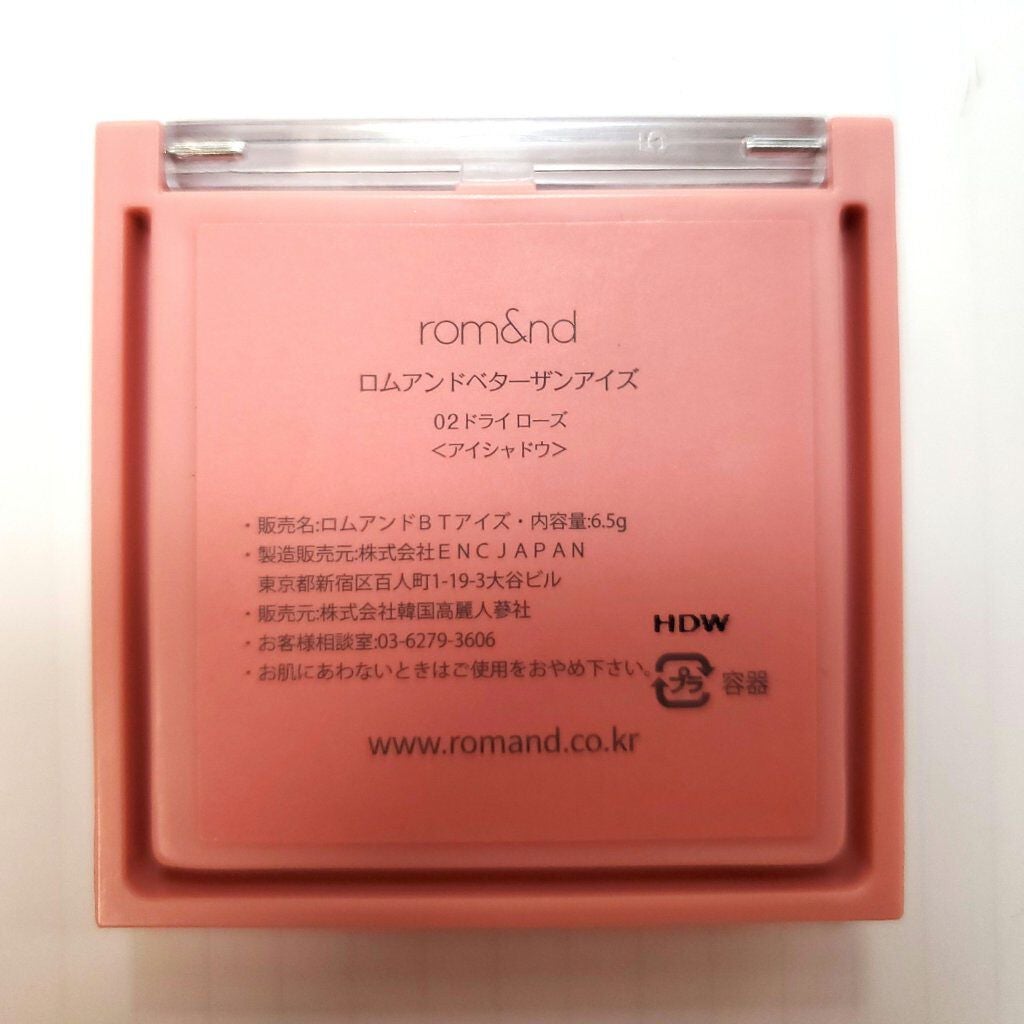 rom&nd
ロムアンドベターザンアイズ
02ドライローズ
<アイシャドウ>
・販売名:ロムアンドＢＴアイズ・内容量:6.5g
・製造販売元:株式会社ＥＮＣＪＡＰＡＮ
東京都新宿区百人町1-19-3大谷ビル
・販売元:株式会社韓国高麗人蔘社
・お客様相談室:03-6279-3606
・お肌にあわないときはご使用をおやめ下さい。
HDW
プラ 容器
www.romand.co.kr